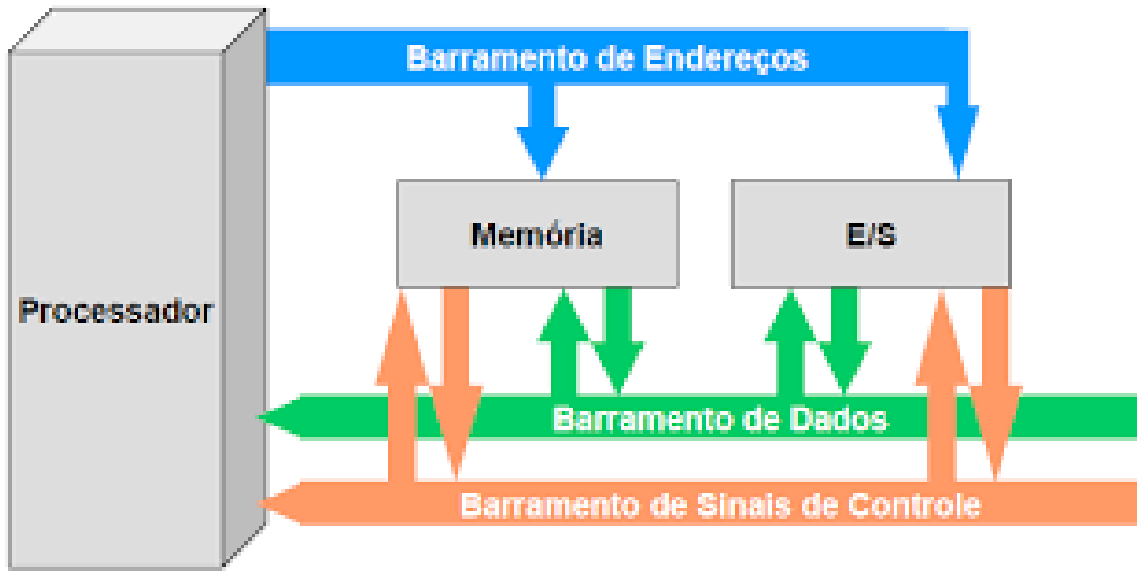 Barramento de Endereços
Memória
E/S
Processador
Barramento de Dados
Barramento de Sinais de Controle